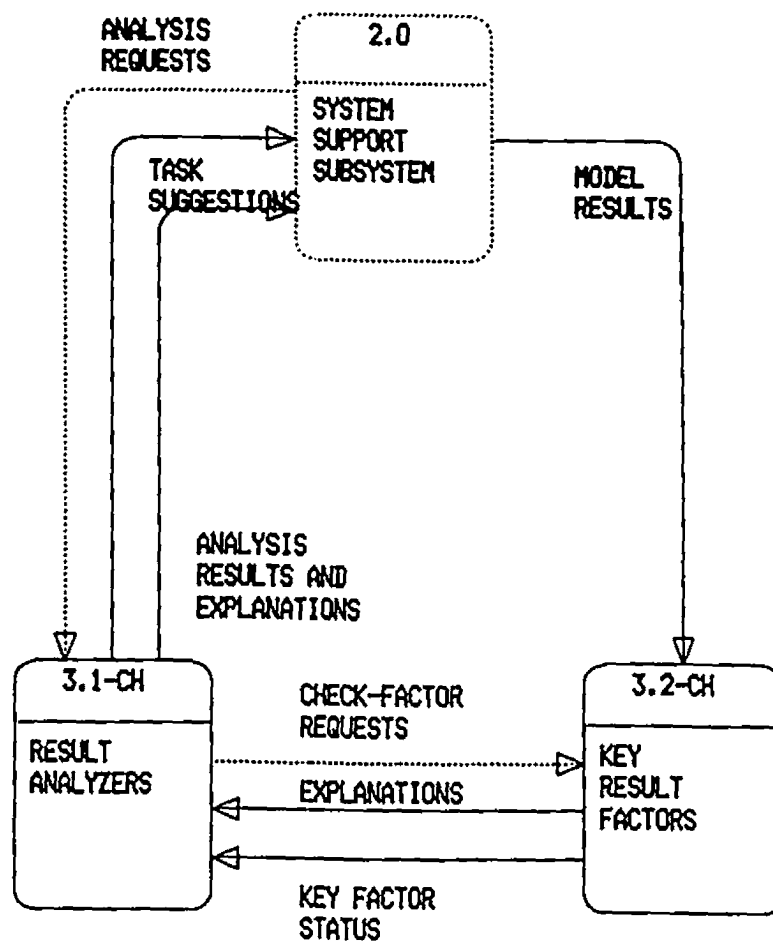 ANALYSIS
REQUESTS
2.0
SYSTEM
SUPPORT
SUBSYSTEM
TASK
SUGGESTIONS
MODEL
RESULTS
ANALYSIS
RESULTS AND
EXPLANATIONS
3.1-CH
RESULT
ANALYZERS
CHECK-FACTOR
REQUESTS
EXPLANATIONS
KEY FACTOR
STATUS
3.2-CH
KEY
RESULT
FACTORS